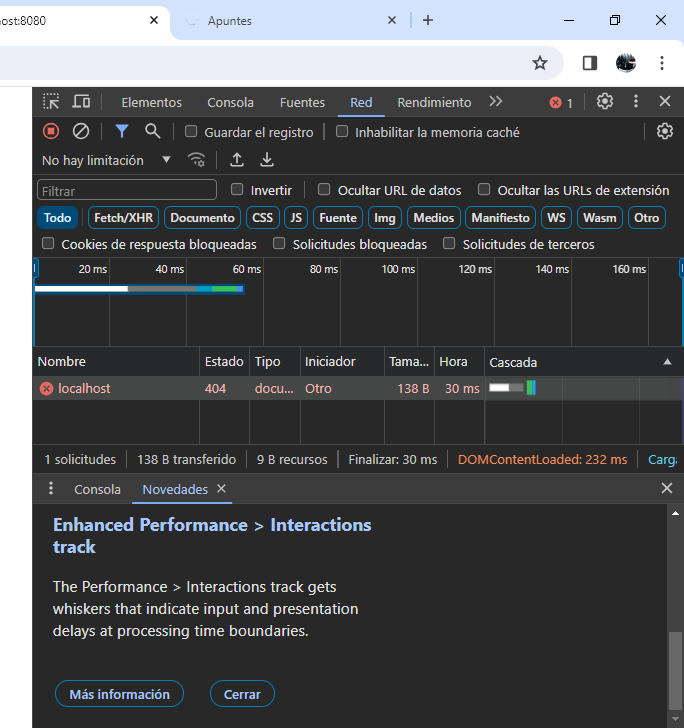 ost:8080
Apuntes
Elementos Consola Fuentes Red Rendimiento 1
Guardar el registro Inhabilitar la memoria caché
No hay limitación
Filtrar Invertir Ocultar URL de datos Ocultar las URLs de extensión
Todo Fetch/XHR Documento CSS JS Fuente Img Medios Manifiesto WS Wasm Otro
Cookies de respuesta bloqueadas Solicitudes bloqueadas Solicitudes de terceros
20 ms 40 ms 60 ms 80 ms 100 ms 120 ms 140 ms 160 ms
Nombre Estado Tipo Iniciador Tama... Hora Cascada
localhost 404 docu... Otro 138 B 30 ms
1 solicitudes 138 B transferido 9 B recursos Finalizar: 30 ms DOMContentLoaded: 232 ms Carga
Consola Novedades
Enhanced Performance > Interactions
track
The Performance > Interactions track gets
whiskers that indicate input and presentation
delays at processing time boundaries.
Más información Cerrar